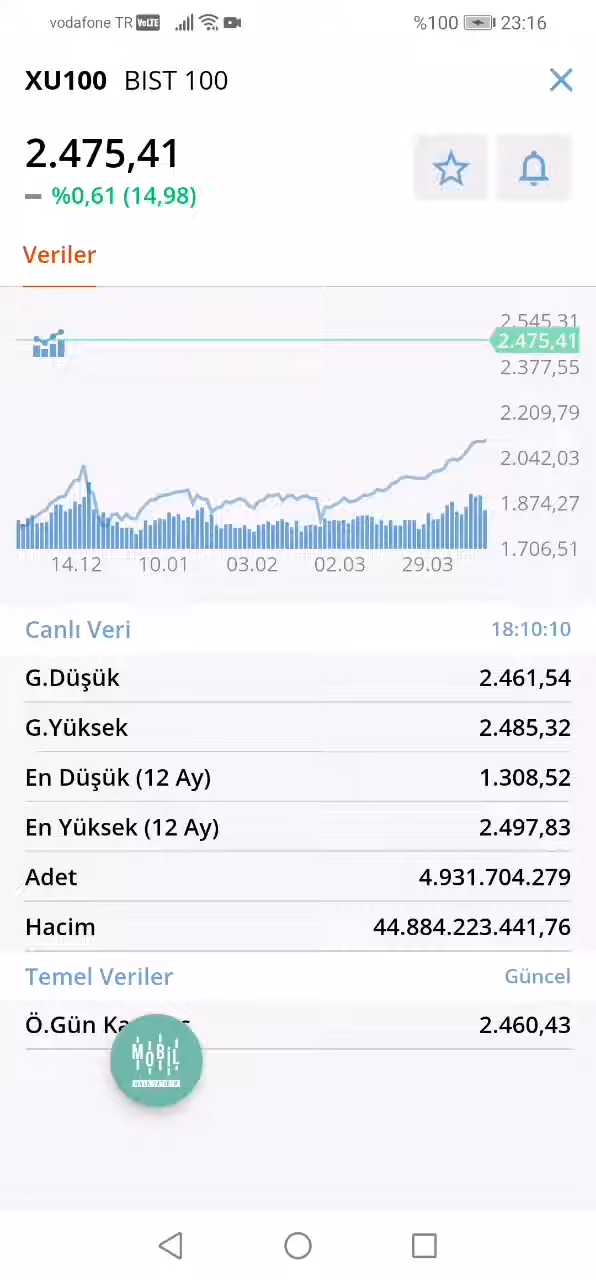 vodafone TR VoLTE %100 23:16
XU100 BIST 100
2.475,41
%0,61 (14,98)
Veriler
2.545,31
2.475,41
2.377,55
2.209,79
2.042,03
1.874,27
1.706,51
14.12 10.01 03.02 02.03 29.03
Canlı Veri 18:10:10
G.Düşük 2.461,54
G.Yüksek 2.485,32
En Düşük (12 Ay) 1.308,52
En Yüksek (12 Ay) 2.497,83
Adet 4.931.704.279
Hacim 44.884.223.441,76
Temel Veriler Güncel
Ö.Gün 2.460,43
MOBİL
HALK YATIRIM